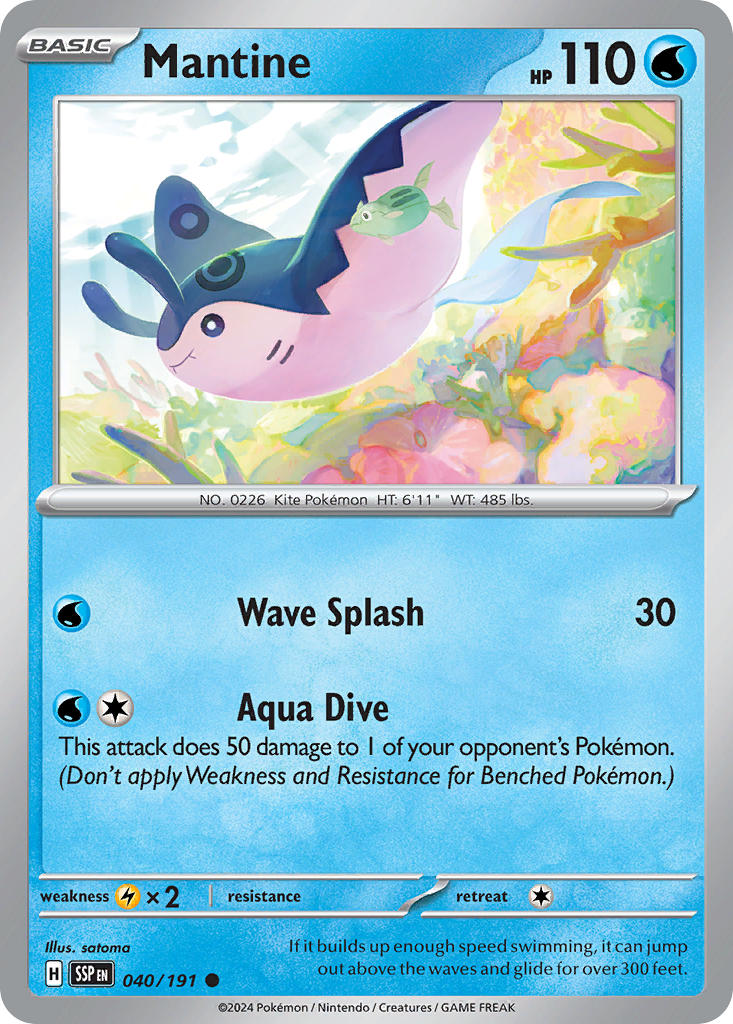 BASIC
Mantine
HP 110
NO. 0226 Kite Pokémon HT: 6'11" WT: 485 lbs.
Wave Splash 30
Aqua Dive
This attack does 50 damage to 1 of your opponent's Pokémon.
(Don't apply Weakness and Resistance for Benched Pokémon.)
weakness ×2 resistance retreat
Illus. satoma
If it builds up enough speed swimming, it can jump
out above the waves and glide for over 300 feet.
H SSP EN 040/191
©2024 Pokémon / Nintendo / Creatures / GAME FREAK